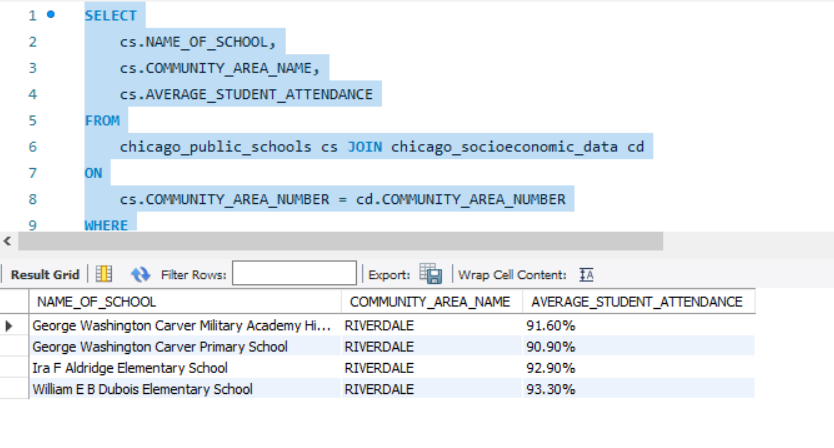 1 SELECT
2 cs.NAME_OF_SCHOOL,
3 cs.COMMUNITY_AREA_NAME,
4 cs.AVERAGE_STUDENT_ATTENDANCE
5 FROM
6 chicago_public_schools cs JOIN chicago_socioeconomic_data cd
7 ON
8 cs.COMMUNITY_AREA_NUMBER = cd.COMMUNITY_AREA_NUMBER
9 WHERE
Result Grid Filter Rows: Export: Wrap Cell Content: IA
NAME_OF_SCHOOL COMMUNITY_AREA_NAME AVERAGE_STUDENT_ATTENDANCE
George Washington Carver Military Academy Hi... RIVERDALE 91.60%
George Washington Carver Primary School RIVERDALE 90.90%
Ira F Aldridge Elementary School RIVERDALE 92.90%
William E B Dubois Elementary School RIVERDALE 93.30%